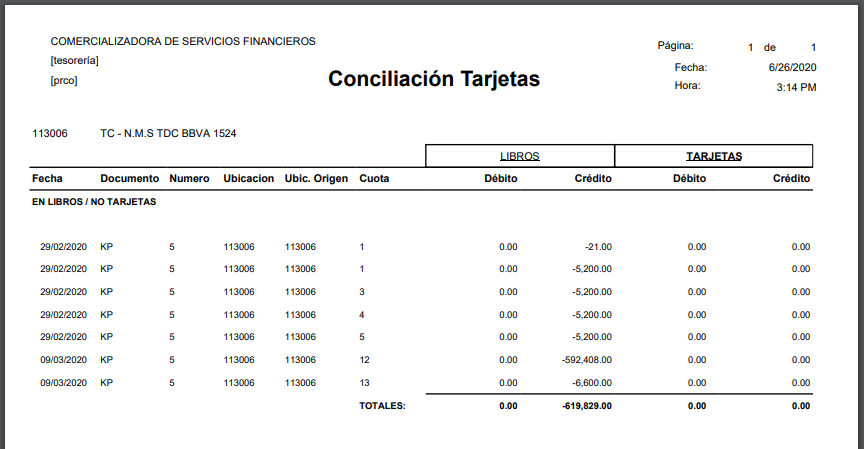 COMERCIALIZADORA DE SERVICIOS FINANCIEROS
[tesorería]
[prco]
Conciliación Tarjetas
Página: 1 de 1
Fecha: 6/26/2020
Hora: 3:14 PM
113006 TC - N.M.S TDC BBVA 1524
LIBROS TARJETAS
Fecha Documento Numero Ubicacion Ubic. Origen Cuota Débito Crédito Débito Crédito
EN LIBROS / NO TARJETAS
29/02/2020 KP 5 113006 113006 1 0.00 -21.00 0.00 0.00
29/02/2020 KP 5 113006 113006 1 0.00 -5,200.00 0.00 0.00
29/02/2020 KP 5 113006 113006 3 0.00 -5,200.00 0.00 0.00
29/02/2020 KP 5 113006 113006 4 0.00 -5,200.00 0.00 0.00
29/02/2020 KP 5 113006 113006 5 0.00 -5,200.00 0.00 0.00
09/03/2020 KP 5 113006 113006 12 0.00 -592,408.00 0.00 0.00
09/03/2020 KP 5 113006 113006 13 0.00 -6,600.00 0.00 0.00
TOTALES: 0.00 -619,829.00 0.00 0.00